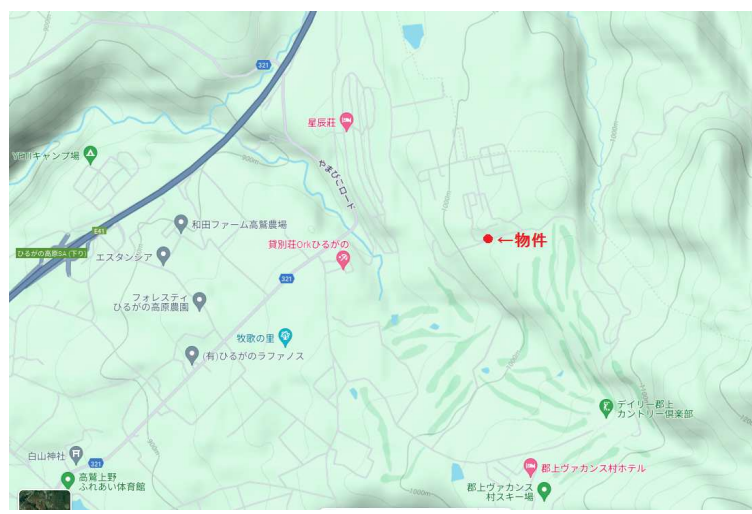 900m
1000m
321
星辰荘
キャンプ場
900m
1000m
やまびこロード
和田ファーム高鷲農場
←物件
E41
貸別荘Orkひるがの
ひるがの高原SA (下り)
エスタンシア
321
フォレスティ
ひるがの高原農園
牧歌の里
(有)ひるがのラファノス
デイリー郡上
カントリー倶楽部
白山神社
321
郡上ヴァカンス村ホテル
高鷲上野
ふれあい体育館
郡上ヴァカンス
村スキー場
1000m